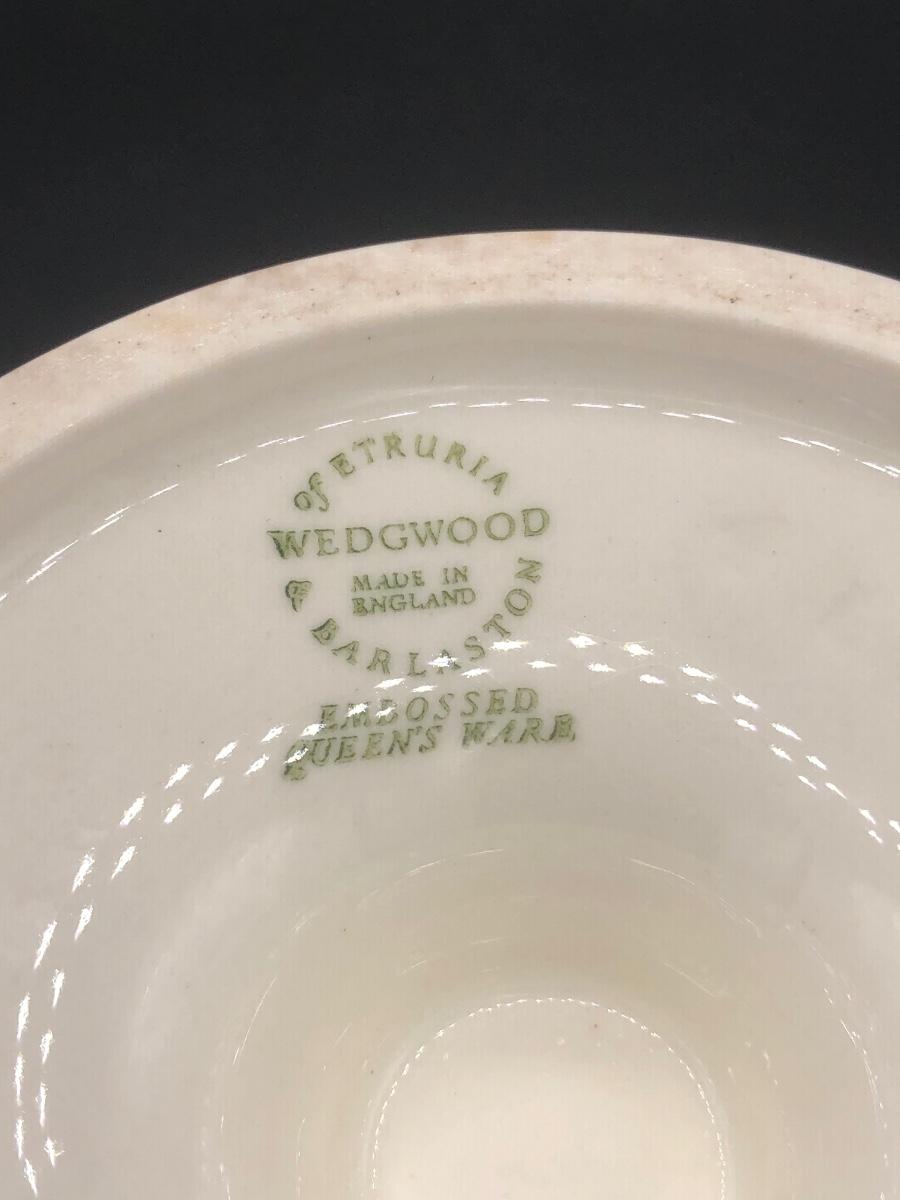 of ETRURIA
WEDGWOOD
MADE IN
ENGLAND
& BARLASTON
EMBOSSED
QUEEN'S WARE